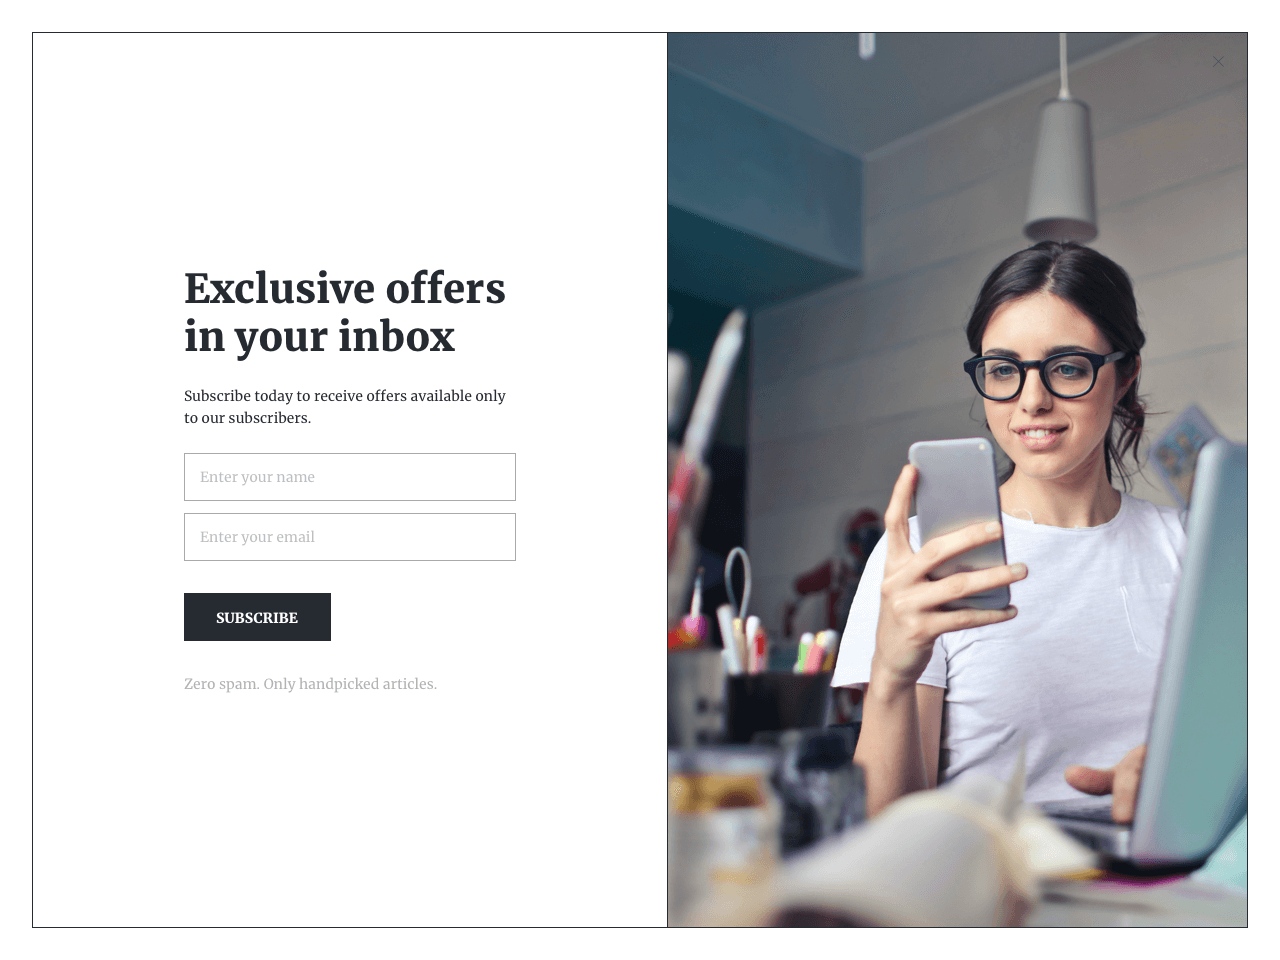 Exclusive offers
in your inbox
Subscribe today to receive offers available only
to our subscribers.
Enter your name
Enter your email
SUBSCRIBE
Zero spam. Only handpicked articles.